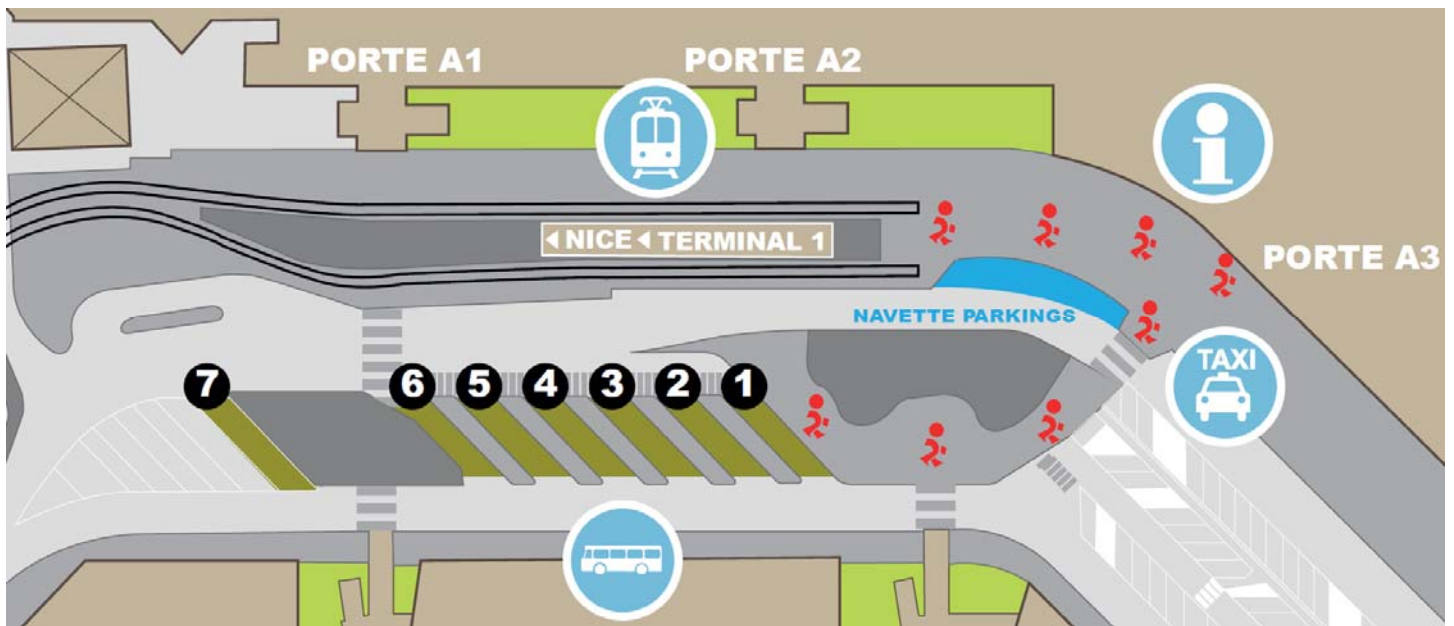 PORTE A1
PORTE A2
◄ NICE ◄ TERMINAL 1
PORTE A3
NAVETTE PARKINGS
TAXI
7
6
5
4
3
2
1